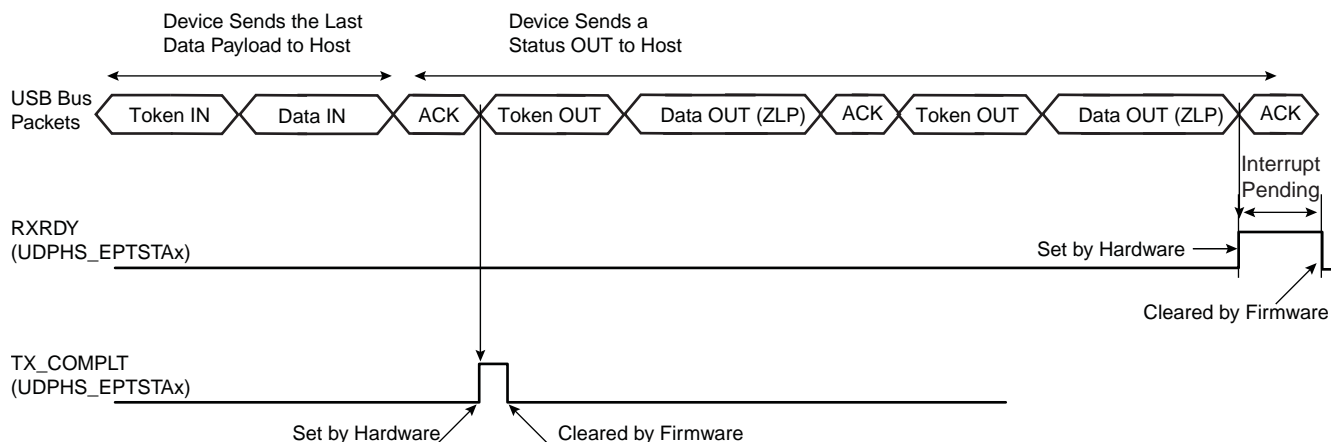 Device Sends the Last
Data Payload to Host
Device Sends a
Status OUT to Host
USB Bus
Packets
Token IN
Data IN
ACK
Token OUT
Data OUT (ZLP)
ACK
Token OUT
Data OUT (ZLP)
ACK
Interrupt
Pending
RXRDY
(UDPHS_EPTSTAx)
Set by Hardware
Cleared by Firmware
TX_COMPLT
(UDPHS_EPTSTAx)
Set by Hardware
Cleared by Firmware